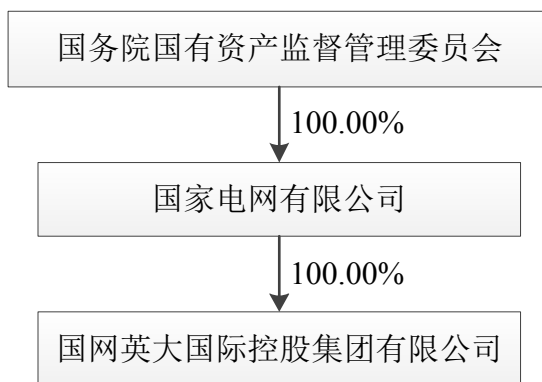 国务院国有资产监督管理委员会
100.00%
国家电网有限公司
100.00%
国网英大国际控股集团有限公司